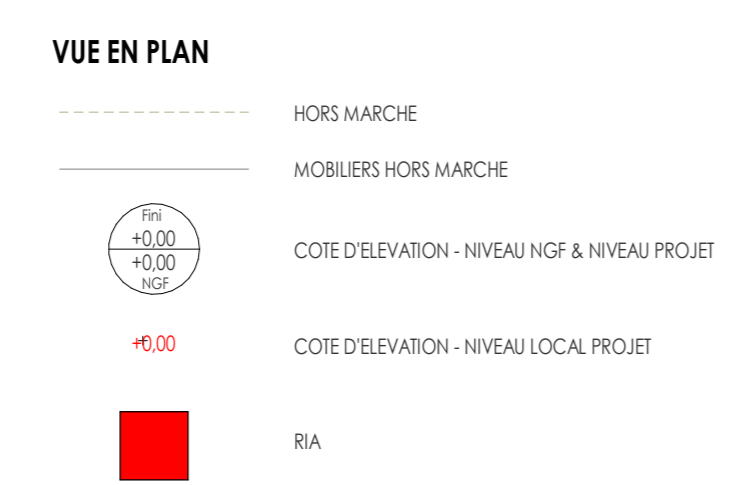 VUE EN PLAN
HORS MARCHE
MOBILIERS HORS MARCHE
Fini
+0,00
+0,00
NGF
COTE D'ELEVATION - NIVEAU NGF & NIVEAU PROJET
+0,00
COTE D'ELEVATION - NIVEAU LOCAL PROJET
RIA